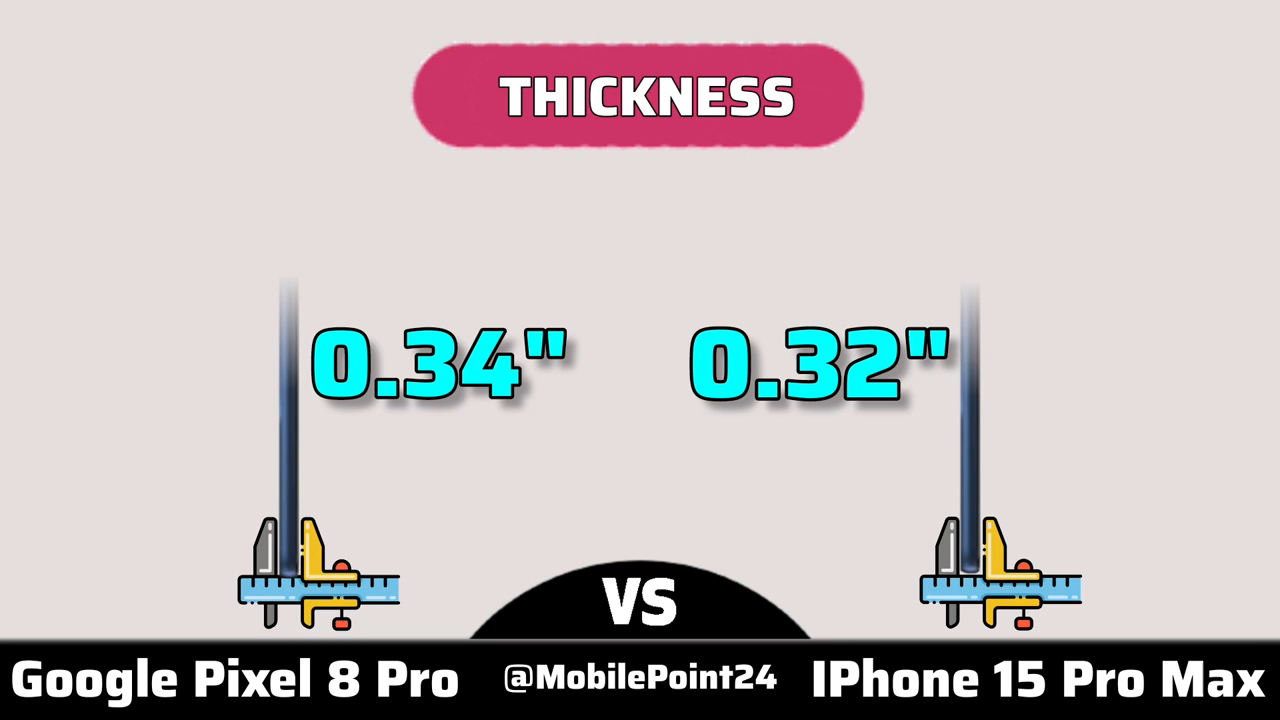 THICKNESS
0.34"
0.32"
VS
Google Pixel 8 Pro
@MobilePoint24
IPhone 15 Pro Max